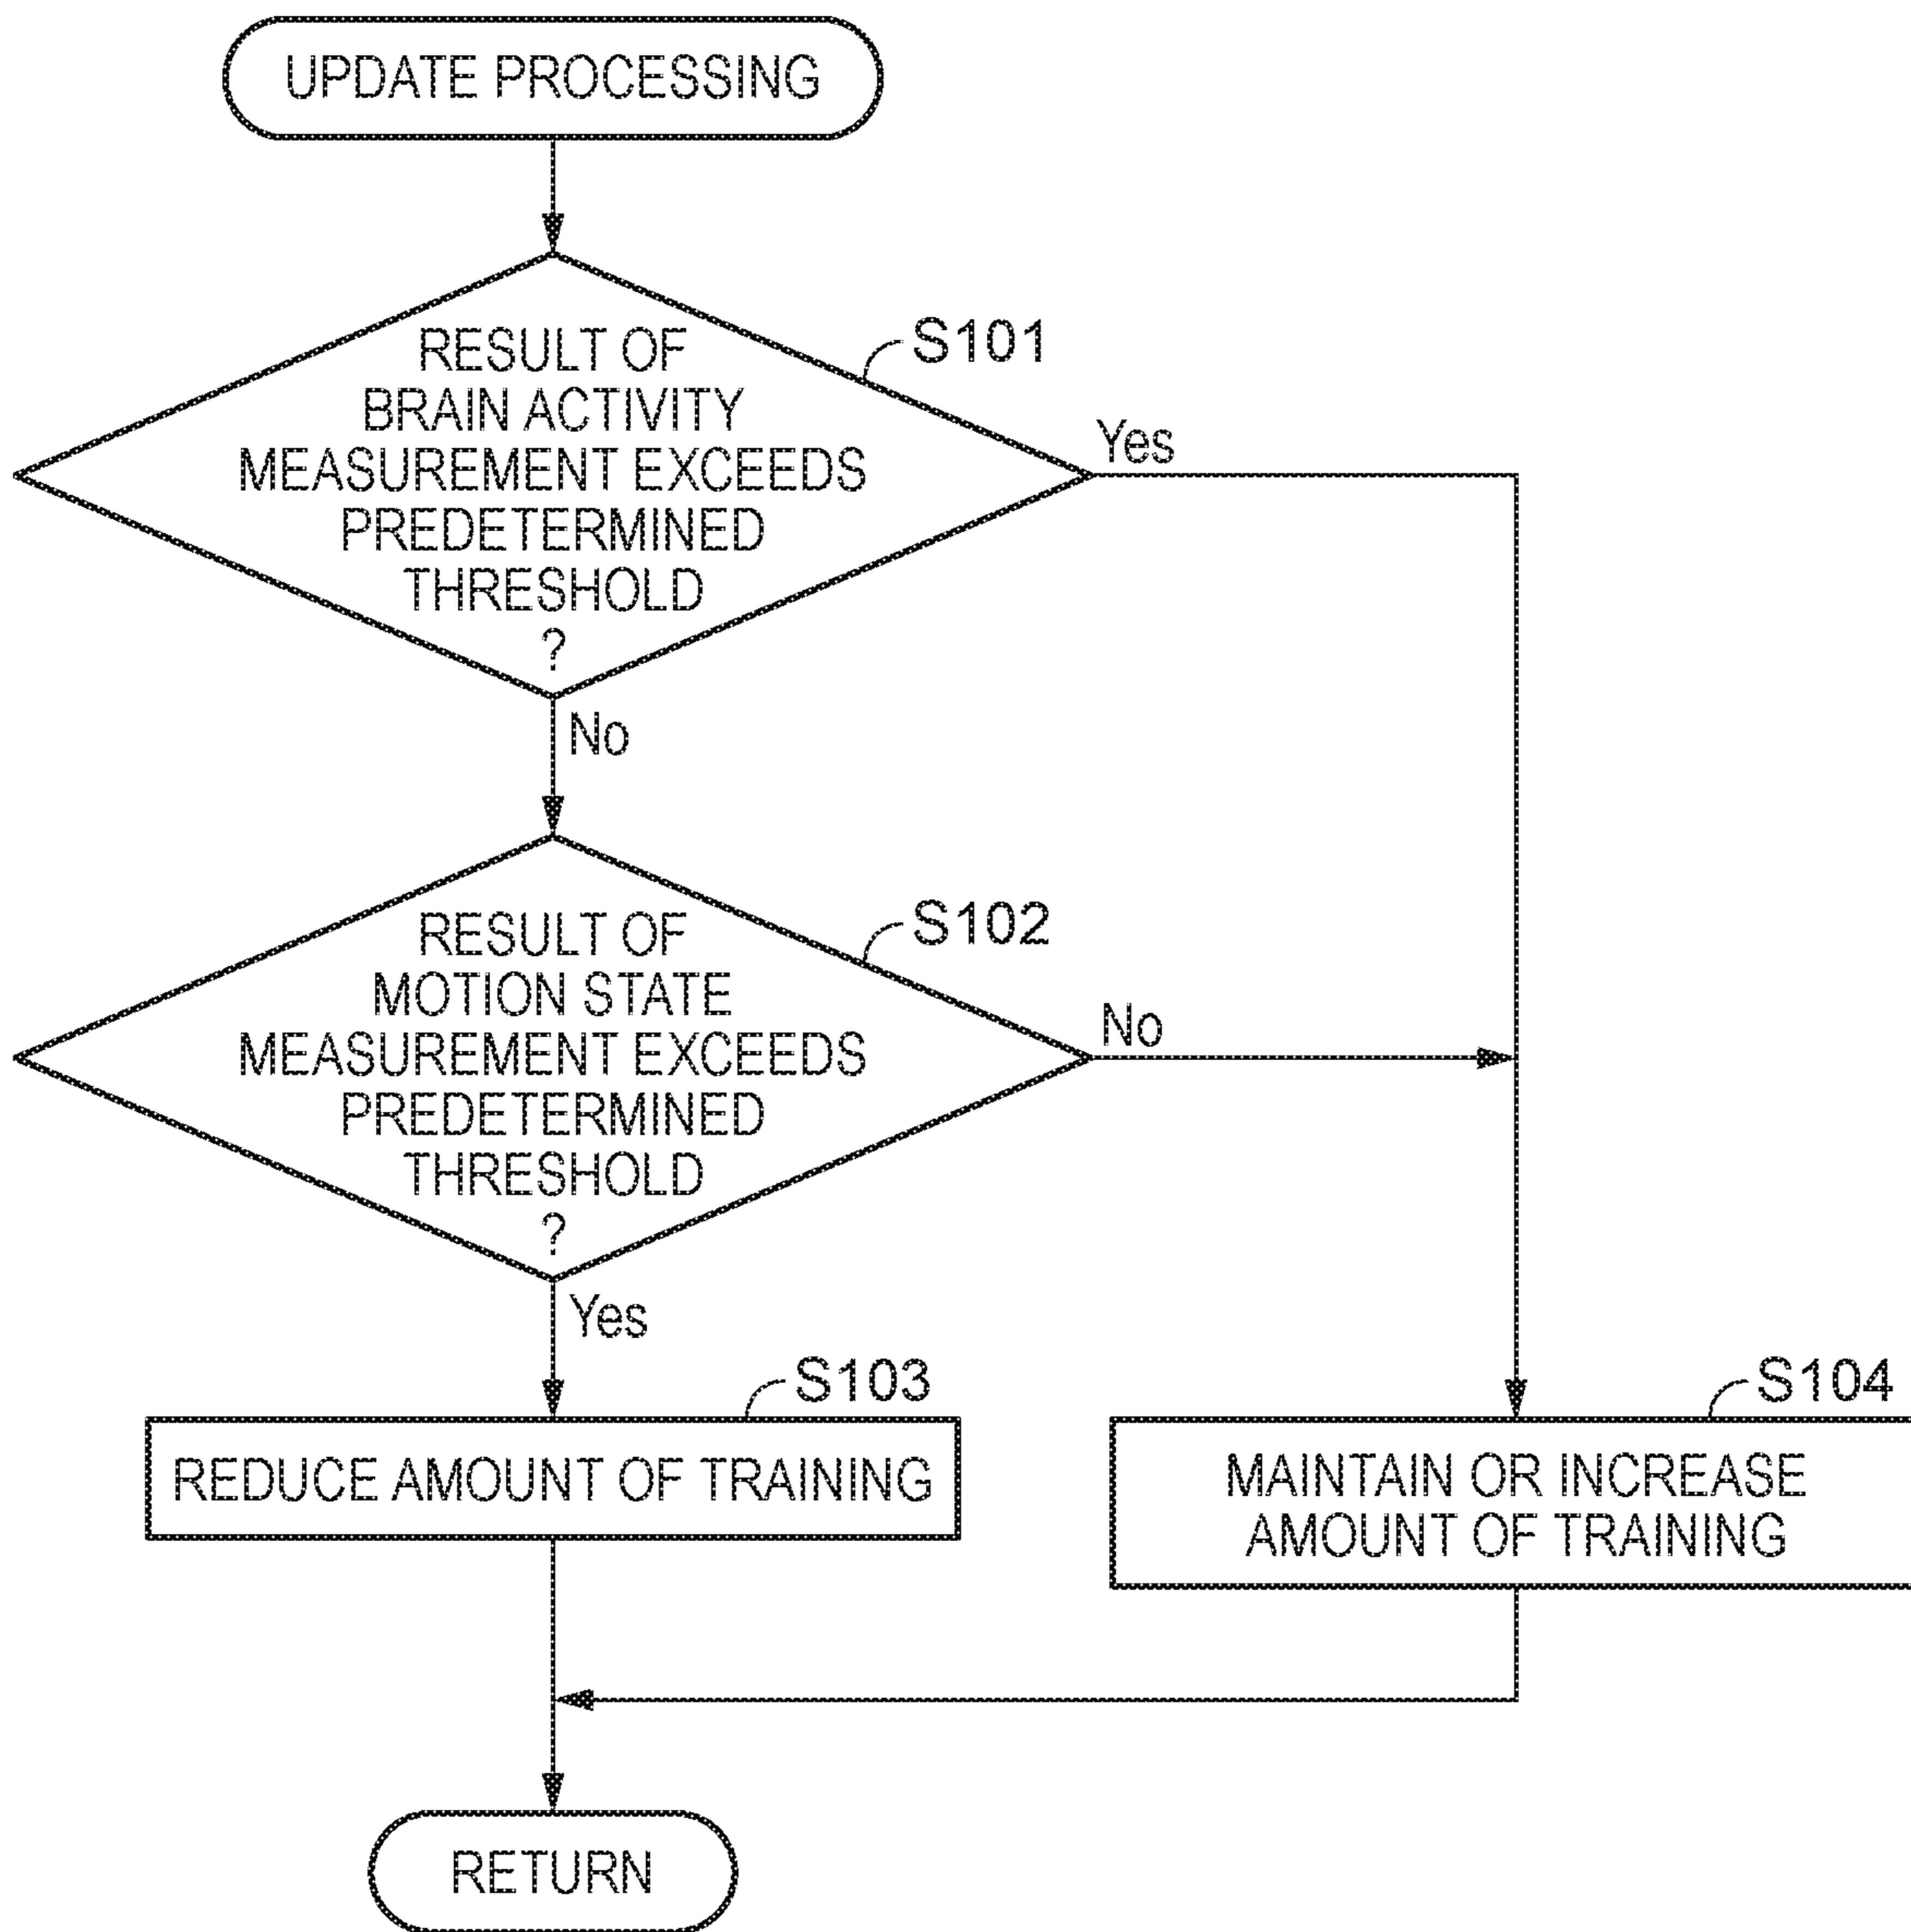 UPDATE PROCESSING
RESULT OF
BRAIN ACTIVITY
MEASUREMENT EXCEEDS
PREDETERMINED
THRESHOLD
?
S101
Yes
No
RESULT OF
MOTION STATE
MEASUREMENT EXCEEDS
PREDETERMINED
THRESHOLD
?
S102
No
Yes
S103
REDUCE AMOUNT OF TRAINING
S104
MAINTAIN OR INCREASE
AMOUNT OF TRAINING
RETURN